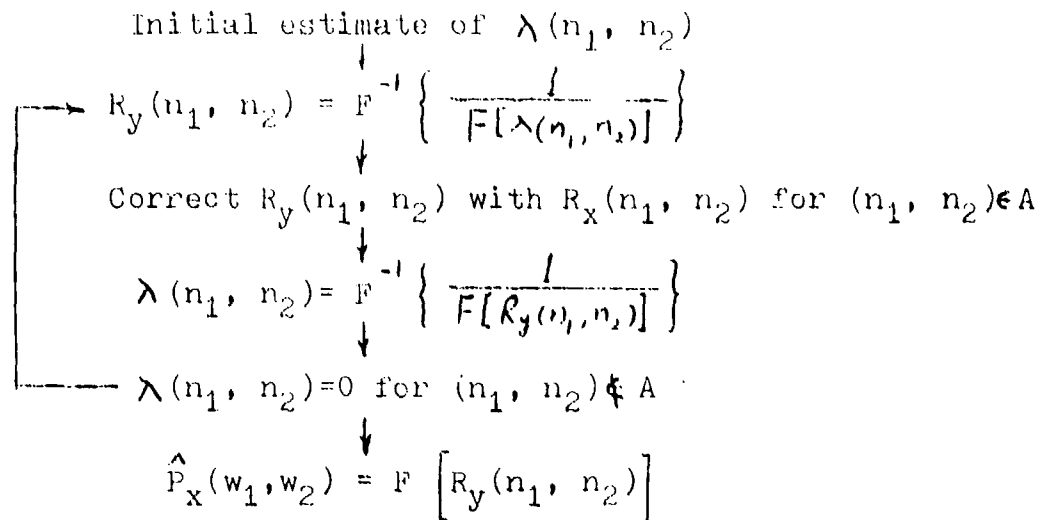 Initial estimate of λ(n₁, n₂)
R_y(n₁, n₂) = F⁻¹ { 1 / F[λ(n₁, n₂)] }
Correct R_y(n₁, n₂) with R_x(n₁, n₂) for (n₁, n₂)∈A
λ(n₁, n₂)= F⁻¹ { 1 / F[R_y(n₁, n₂)] }
λ(n₁, n₂)=0 for (n₁, n₂)∉ A
P̂_x(w₁,w₂) = F [R_y(n₁, n₂)]